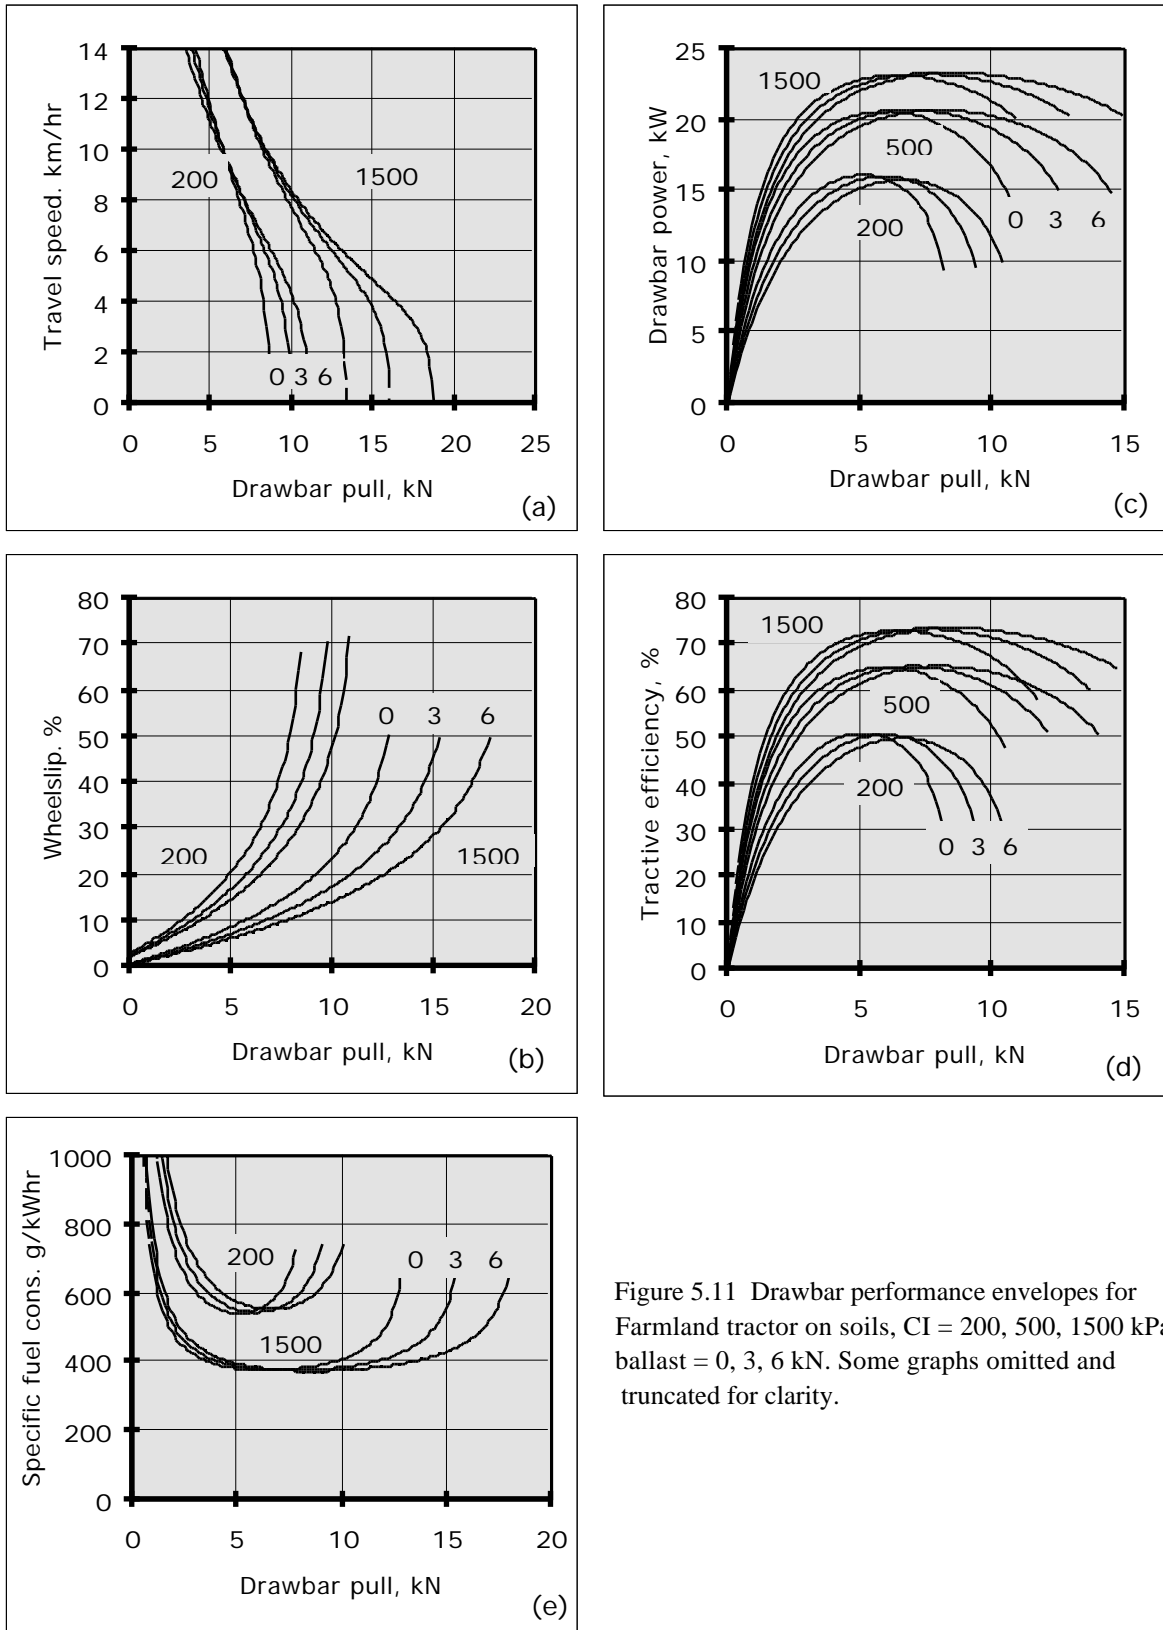 14
12
10
8
6
4
2
0
Travel speed. km/hr
200
1500
0 3 6
0 5 10 15 20 25
Drawbar pull, kN
(a)
25
20
15
10
5
0
Drawbar power, kW
1500
500
200
0 3 6
0 5 10 15
Drawbar pull, kN
(c)
80
70
60
50
40
30
20
10
0
Wheelslip. %
0 3 6
200
1500
0 5 10 15 20
Drawbar pull, kN
(b)
80
70
60
50
40
30
20
10
0
Tractive efficiency, %
1500
500
200
0 3 6
0 5 10 15
Drawbar pull, kN
(d)
1000
800
600
400
200
0
Specific fuel cons. g/kWhr
200
0 3 6
1500
0 5 10 15 20
Drawbar pull, kN
(e)
Figure 5.11 Drawbar performance envelopes for
Farmland tractor on soils, CI = 200, 500, 1500 kPa
ballast = 0, 3, 6 kN. Some graphs omitted and
truncated for clarity.